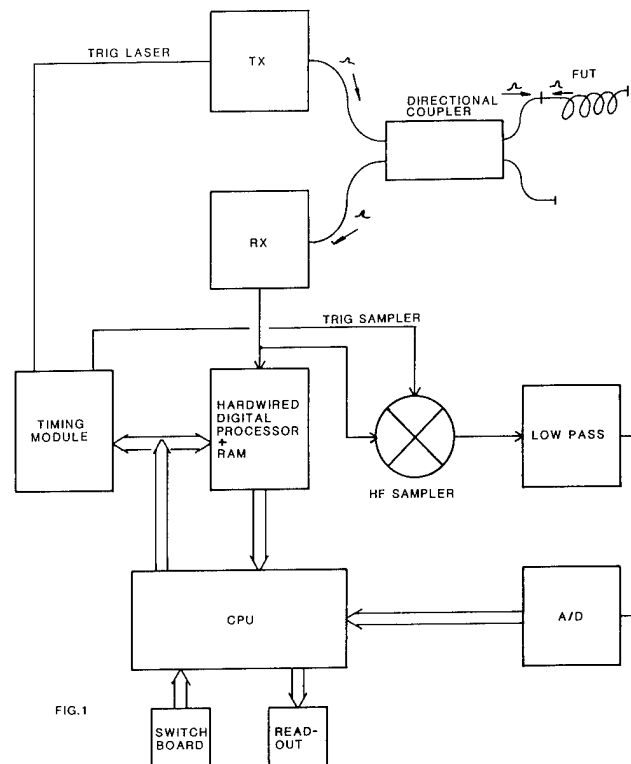 TRIG LASER
TX
DIRECTIONAL
COUPLER
FUT
RX
TRIG SAMPLER
TIMING
MODULE
HARDWIRED
DIGITAL
PROCESSOR
+
RAM
HF SAMPLER
LOW PASS
CPU
A/D
FIG.1
SWITCH
BOARD
READ-
OUT